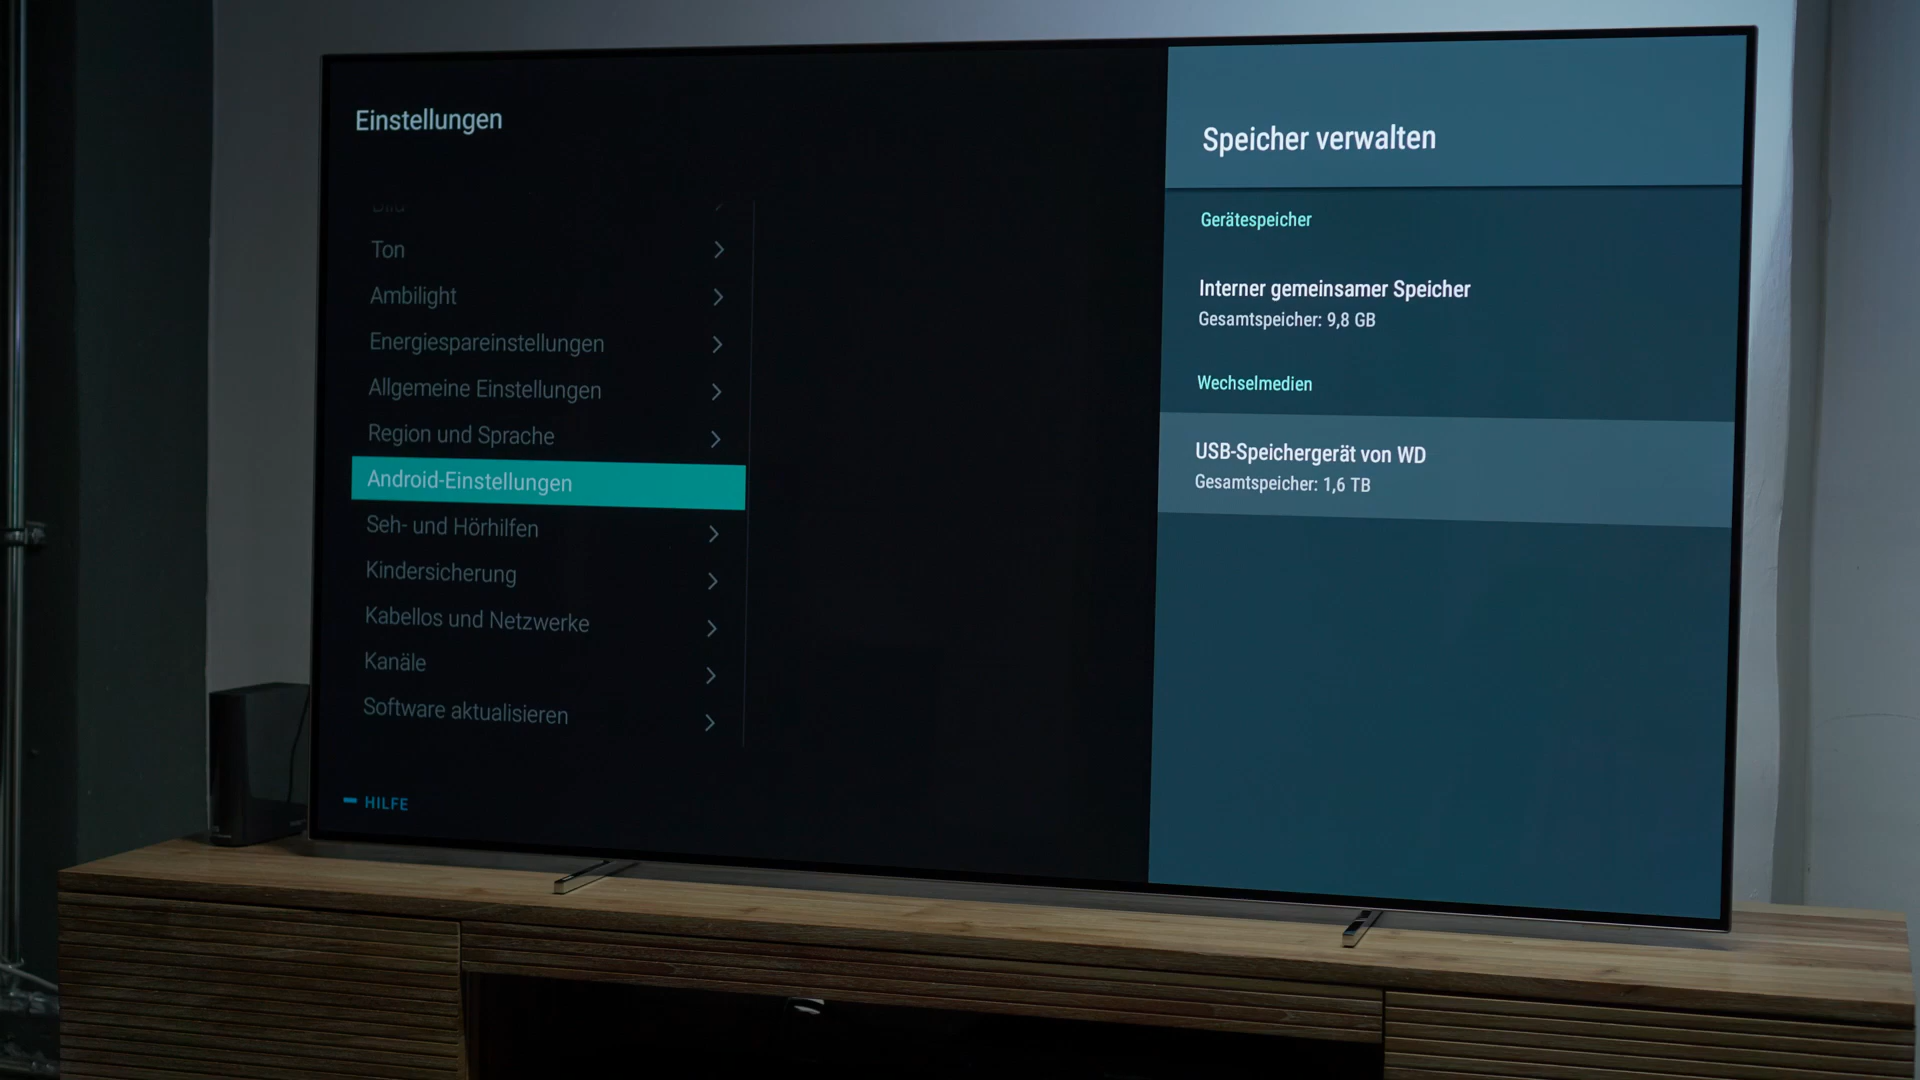 Einstellungen
Bild
Ton
Ambilight
Energiespareinstellungen
Allgemeine Einstellungen
Region und Sprache
Android-Einstellungen
Seh- und Hörhilfen
Kindersicherung
Kabellos und Netzwerke
Kanäle
Software aktualisieren
HILFE
Speicher verwalten
Gerätespeicher
Interner gemeinsamer Speicher
Gesamtspeicher: 9,8 GB
Wechselmedien
USB-Speichergerät von WD
Gesamtspeicher: 1,6 TB